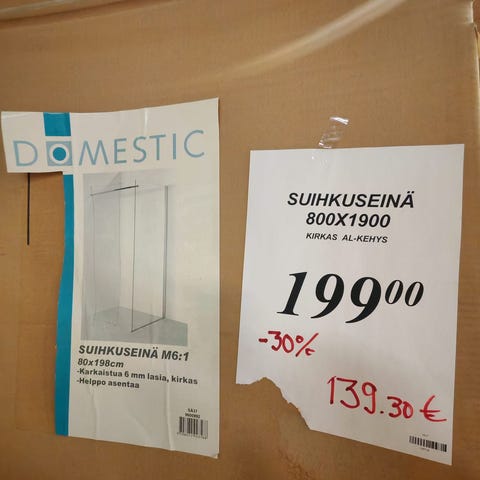 DOMESTIC
SUIHKUSEINÄ M6:1
80x198cm
-Karkaistua 6 mm lasia, kirkas
-Helppo asentaa
SUIHKUSEINÄ
800X1900
KIRKAS AL-KEHYS
199⁰⁰
-30%
139.30 €